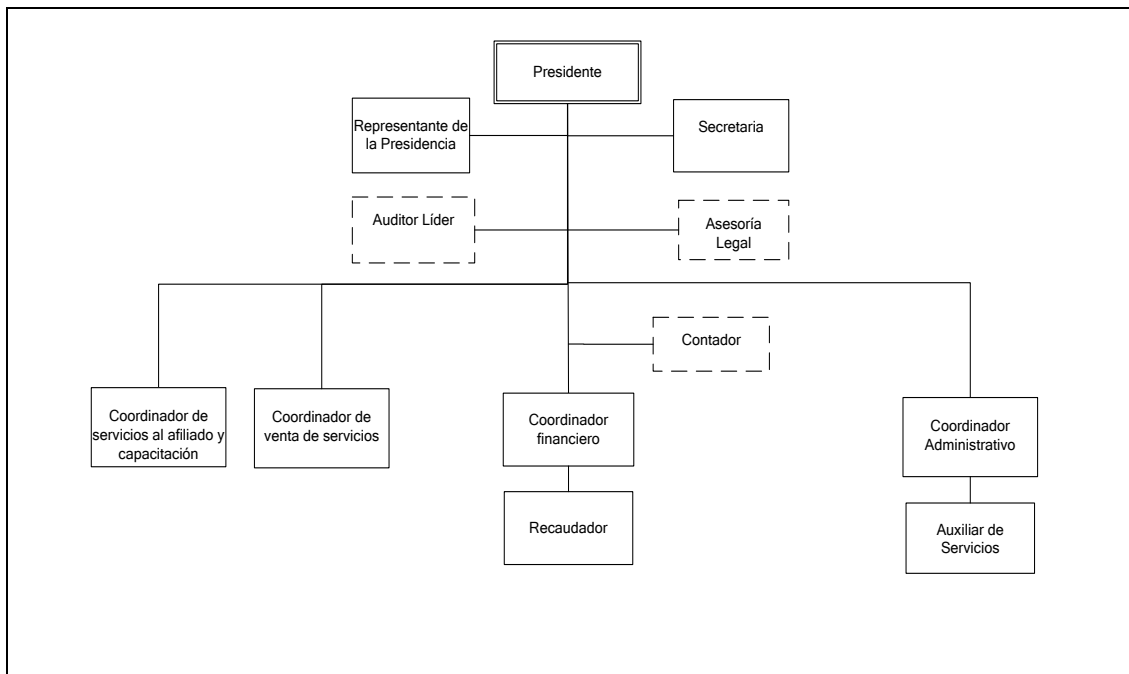 Presidente
Representante de
la Presidencia
Secretaria
Auditor Líder
Asesoría
Legal
Contador
Coordinador de
servicios al afiliado y
capacitación
Coordinador de
venta de servicios
Coordinador
financiero
Coordinador
Administrativo
Recaudador
Auxiliar de
Servicios